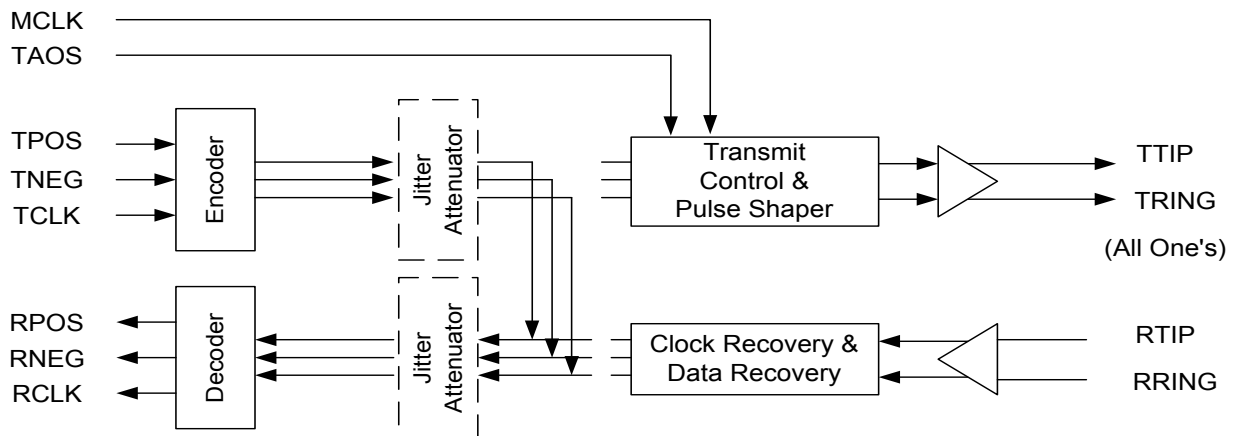 MCLK
TAOS
TPOS
TNEG
TCLK
Encoder
Jitter
Attenuator
Transmit
Control &
Pulse Shaper
TTIP
TRING
(All One's)
RPOS
RNEG
RCLK
Decoder
Jitter
Attenuator
Clock Recovery &
Data Recovery
RTIP
RRING